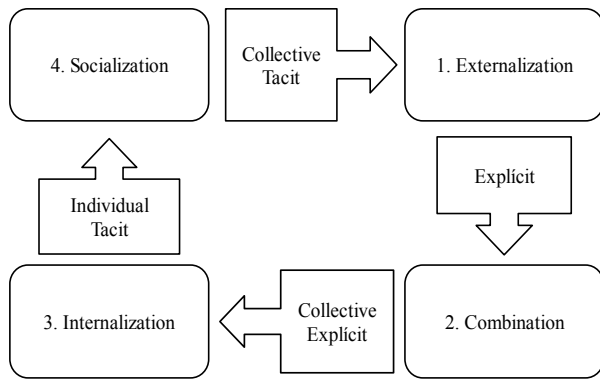 4. Socialization
Collective
Tacit
1. Externalization
Explícit
Individual
Tacit
3. Internalization
Collective
Explícit
2. Combination